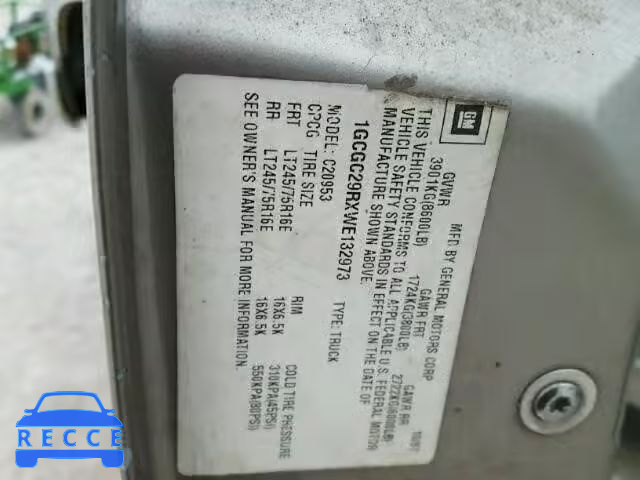 GM
MFD BY GENERAL MOTORS CORP
GVWR GAWR FRT GAWR RR
3901KG(8600LB) 1724KG(3800LB) 2722KG(6000LB)
THIS VEHICLE CONFORMS TO ALL APPLICABLE U.S. FEDERAL MOTOR
VEHICLE SAFETY STANDARDS IN EFFECT ON THE DATE OF
MANUFACTURE SHOWN ABOVE.
1GCGC29RXWE132973 TYPE:TRUCK
MODEL: C20953
TIRE SIZE RIM COLD TIRE PRESSURE
FRT LT245/75R16E 16X6.5K 310KPA(45PSI)
RR LT245/75R16E 16X6.5K 550KPA(80PSI)
SEE OWNER'S MANUAL FOR MORE INFORMATION.
RECCE